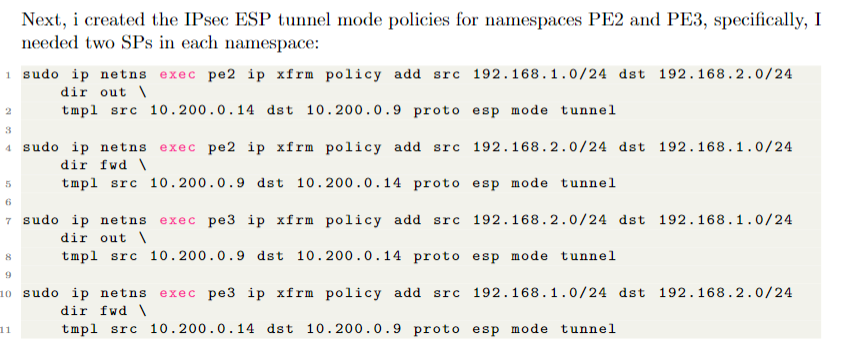 Next, i created the IPsec ESP tunnel mode policies for namespaces PE2 and PE3, specifically, I
needed two SPs in each namespace:
1 sudo ip netns exec pe2 ip xfrm policy add src 192.168.1.0/24 dst 192.168.2.0/24
dir out \
2 tmpl src 10.200.0.14 dst 10.200.0.9 proto esp mode tunnel
3
4 sudo ip netns exec pe2 ip xfrm policy add src 192.168.2.0/24 dst 192.168.1.0/24
dir fwd \
5 tmpl src 10.200.0.9 dst 10.200.0.14 proto esp mode tunnel
6
7 sudo ip netns exec pe3 ip xfrm policy add src 192.168.2.0/24 dst 192.168.1.0/24
dir out \
8 tmpl src 10.200.0.9 dst 10.200.0.14 proto esp mode tunnel
9
10 sudo ip netns exec pe3 ip xfrm policy add src 192.168.1.0/24 dst 192.168.2.0/24
dir fwd \
11 tmpl src 10.200.0.14 dst 10.200.0.9 proto esp mode tunnel